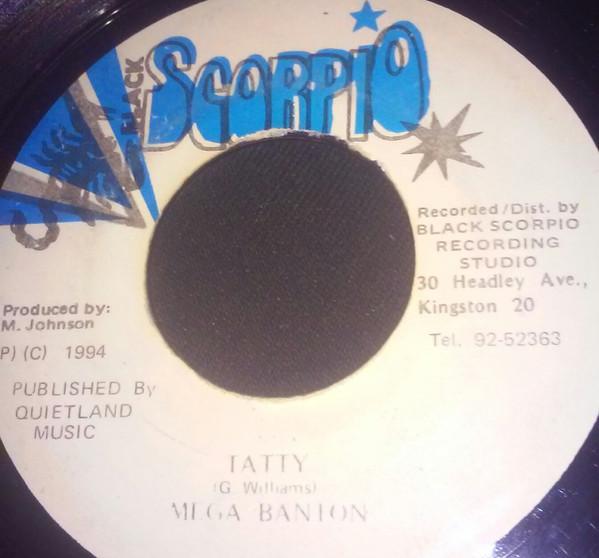 BLACK
SCORPIO
Recorded/Dist. by
BLACK SCORPIO
RECORDING
STUDIO
30 Headley Ave.,
Kingston 20
Tel. 92-52363
Produced by:
M. Johnson
P) (C) 1994
PUBLISHED By
QUIETLAND
MUSIC
TATTY
(G. Williams)
MEGA BANTON